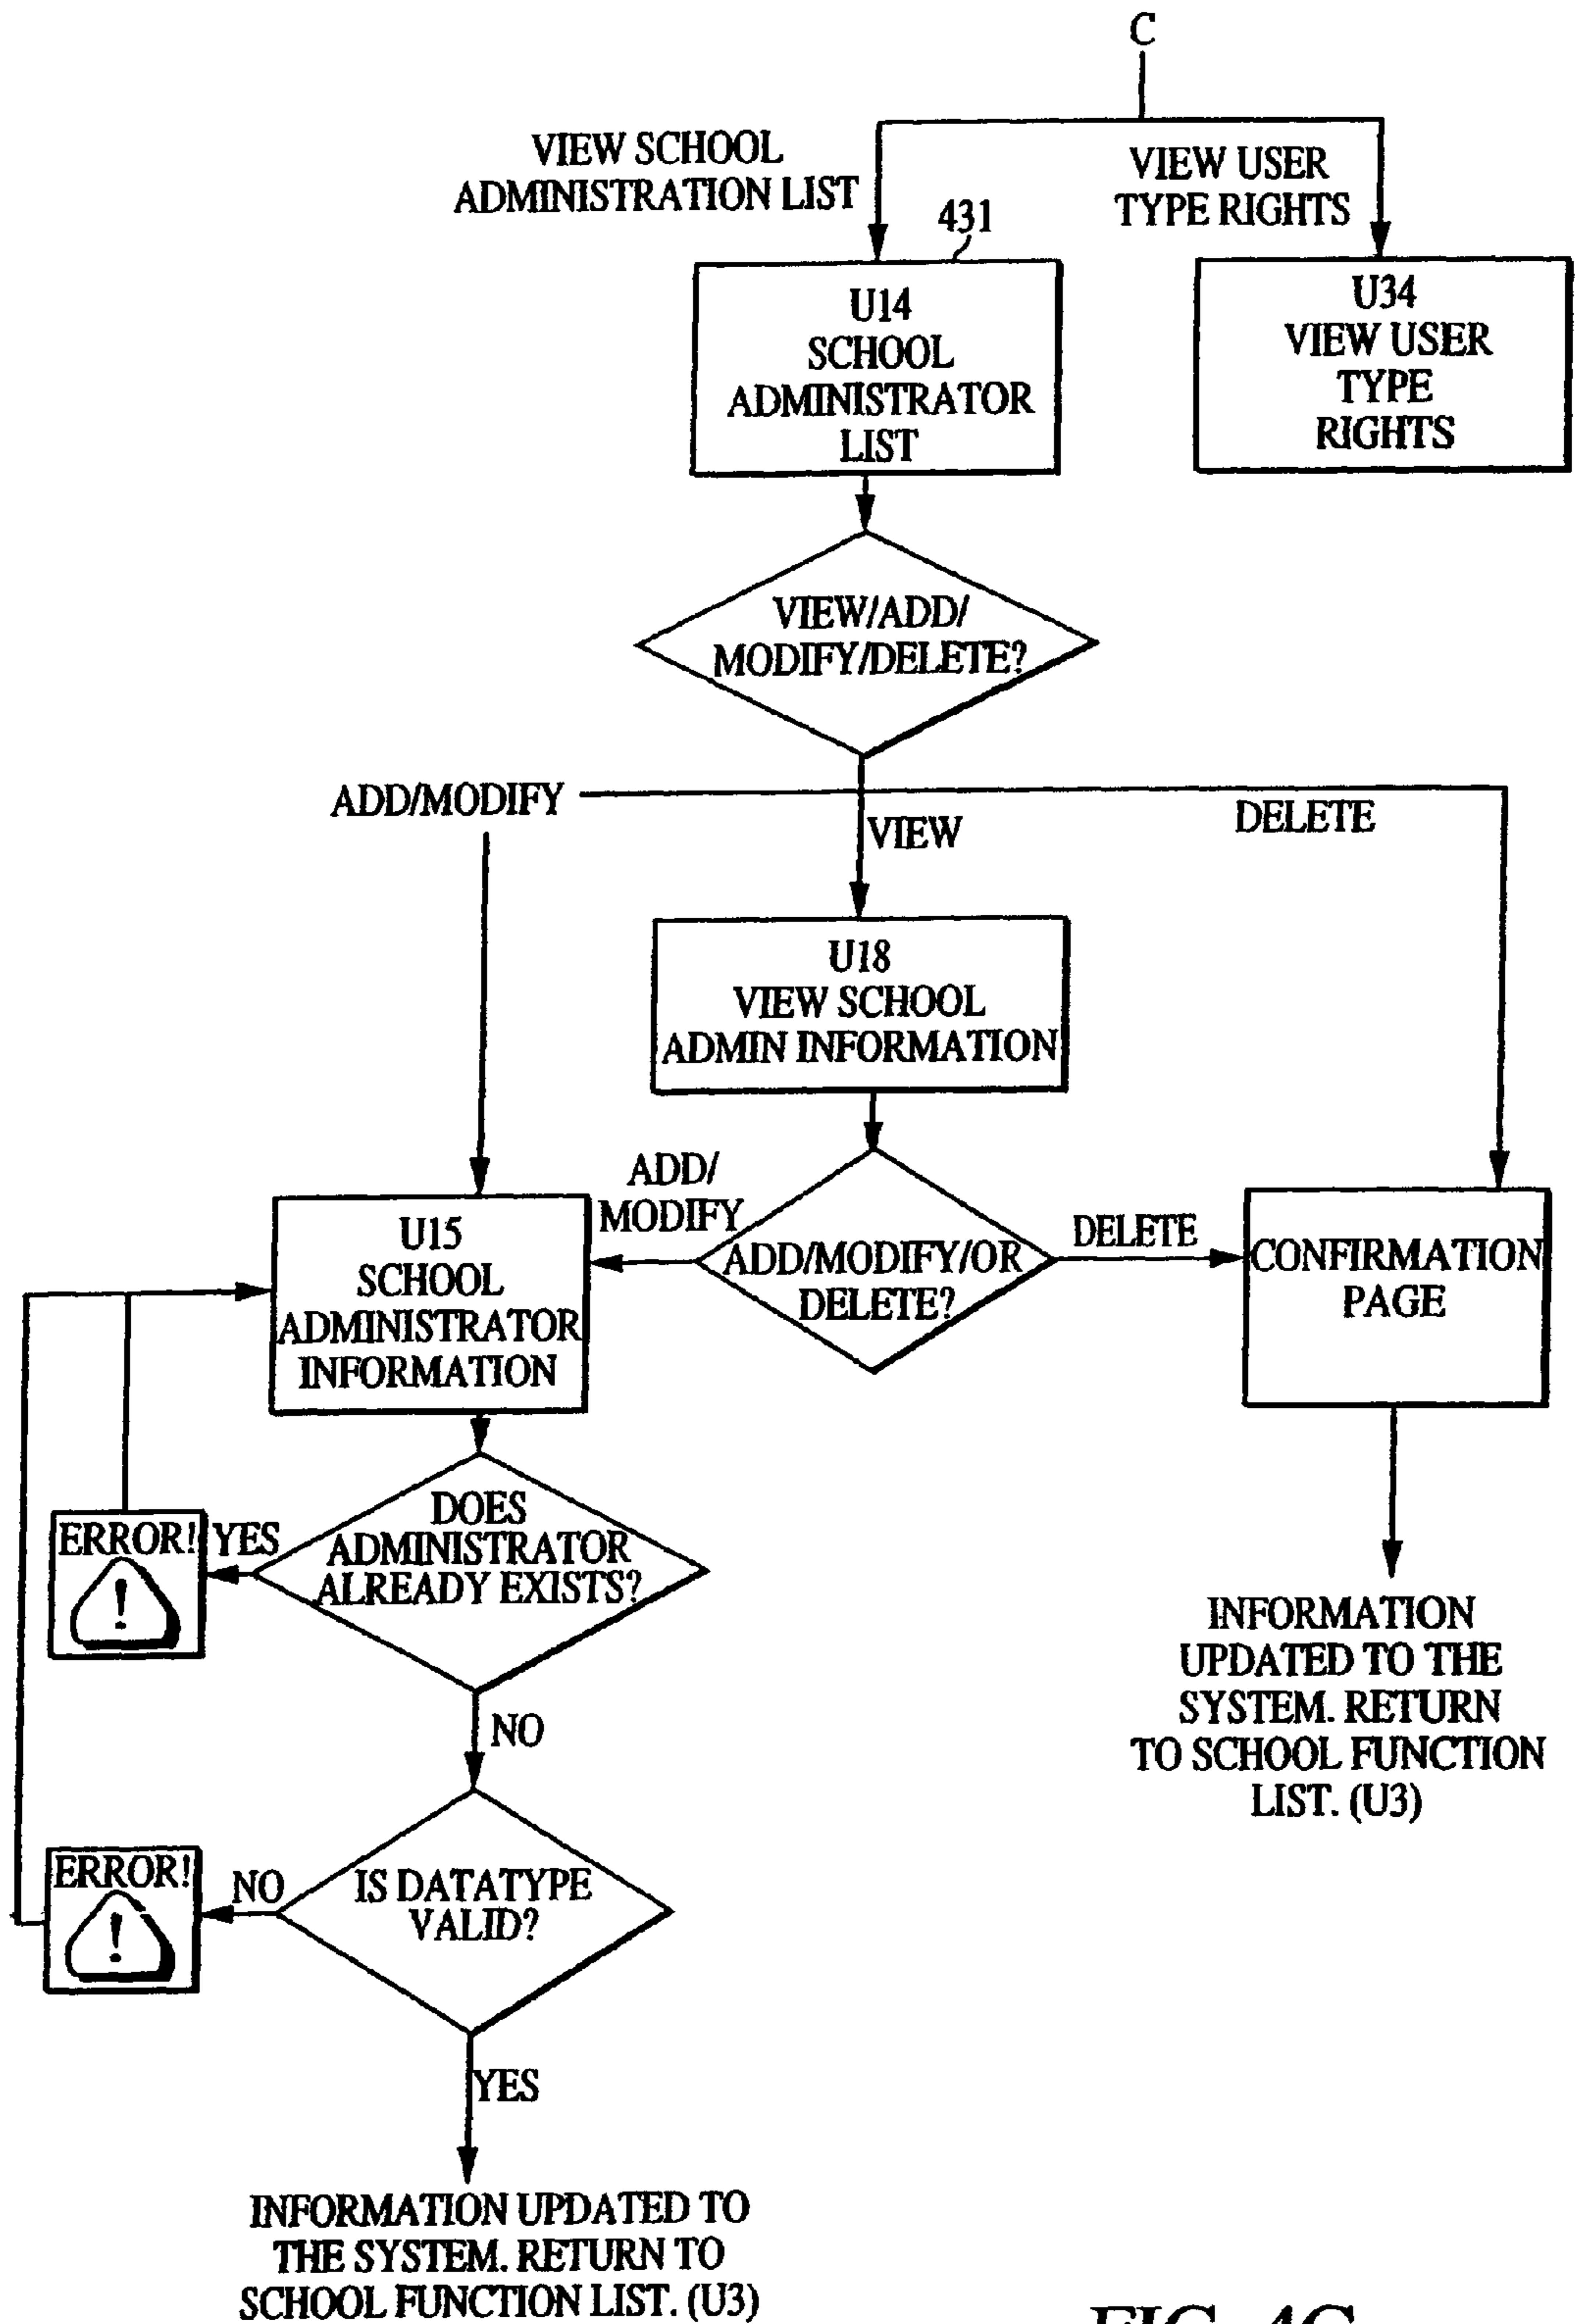 C
VIEW SCHOOL
ADMINISTRATION LIST
VIEW USER
TYPE RIGHTS
431
U14
SCHOOL
ADMINISTRATOR
LIST
U34
VIEW USER
TYPE
RIGHTS
VIEW/ADD/
MODIFY/DELETE?
ADD/MODIFY
VIEW
DELETE
U18
VIEW SCHOOL
ADMIN INFORMATION
ADD/
MODIFY
ADD/MODIFY/OR
DELETE?
DELETE
U15
SCHOOL
ADMINISTRATOR
INFORMATION
CONFIRMATION
PAGE
DOES
ADMINISTRATOR
ALREADY EXISTS?
YES
ERROR!
!
NO
INFORMATION
UPDATED TO THE
SYSTEM. RETURN
TO SCHOOL FUNCTION
LIST. (U3)
IS DATATYPE
VALID?
NO
ERROR!
!
YES
INFORMATION UPDATED TO
THE SYSTEM. RETURN TO
SCHOOL FUNCTION LIST. (U3)